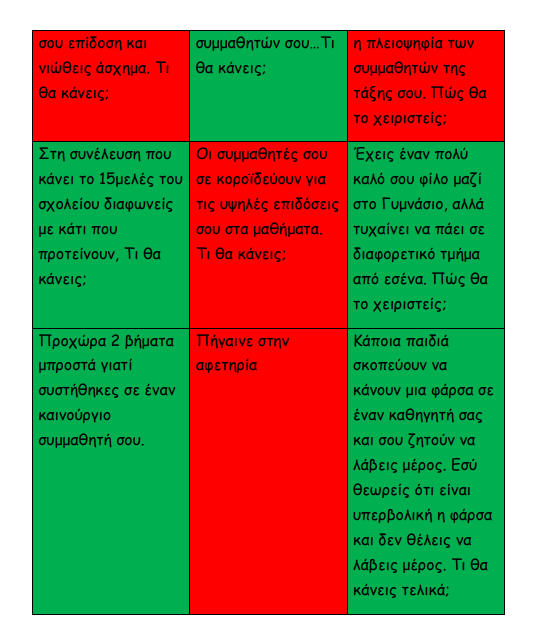 σου επίδοση και
νιώθεις άσχημα. Τι
θα κάνεις;
συμμαθητών σου...Τι
θα κάνεις;
η πλειοψηφία των
συμμαθητών της
τάξης σου. Πώς θα
το χειριστείς;
Στη συνέλευση που
κάνει το 15μελές του
σχολείου διαφωνείς
με κάτι που
προτείνουν, Τι θα
κάνεις;
Οι συμμαθητές σου
σε κοροϊδεύουν για
τις υψηλές επιδόσεις
σου στα μαθήματα.
Τι θα κάνεις;
Έχεις έναν πολύ
καλό σου φίλο μαζί
στο Γυμνάσιο, αλλά
τυχαίνει να πάει σε
διαφορετικό τμήμα
από εσένα. Πώς θα
το χειριστείς;
Προχώρα 2 βήματα
μπροστά γιατί
συστήθηκες σε έναν
καινούργιο
συμμαθητή σου.
Πήγαινε στην
αφετηρία
Κάποια παιδιά
σκοπεύουν να
κάνουν μια φάρσα σε
έναν καθηγητή σας
και σου ζητούν να
λάβεις μέρος. Εσύ
θεωρείς ότι είναι
υπερβολική η φάρσα
και δεν θέλεις να
λάβεις μέρος. Τι θα
κάνεις τελικά;